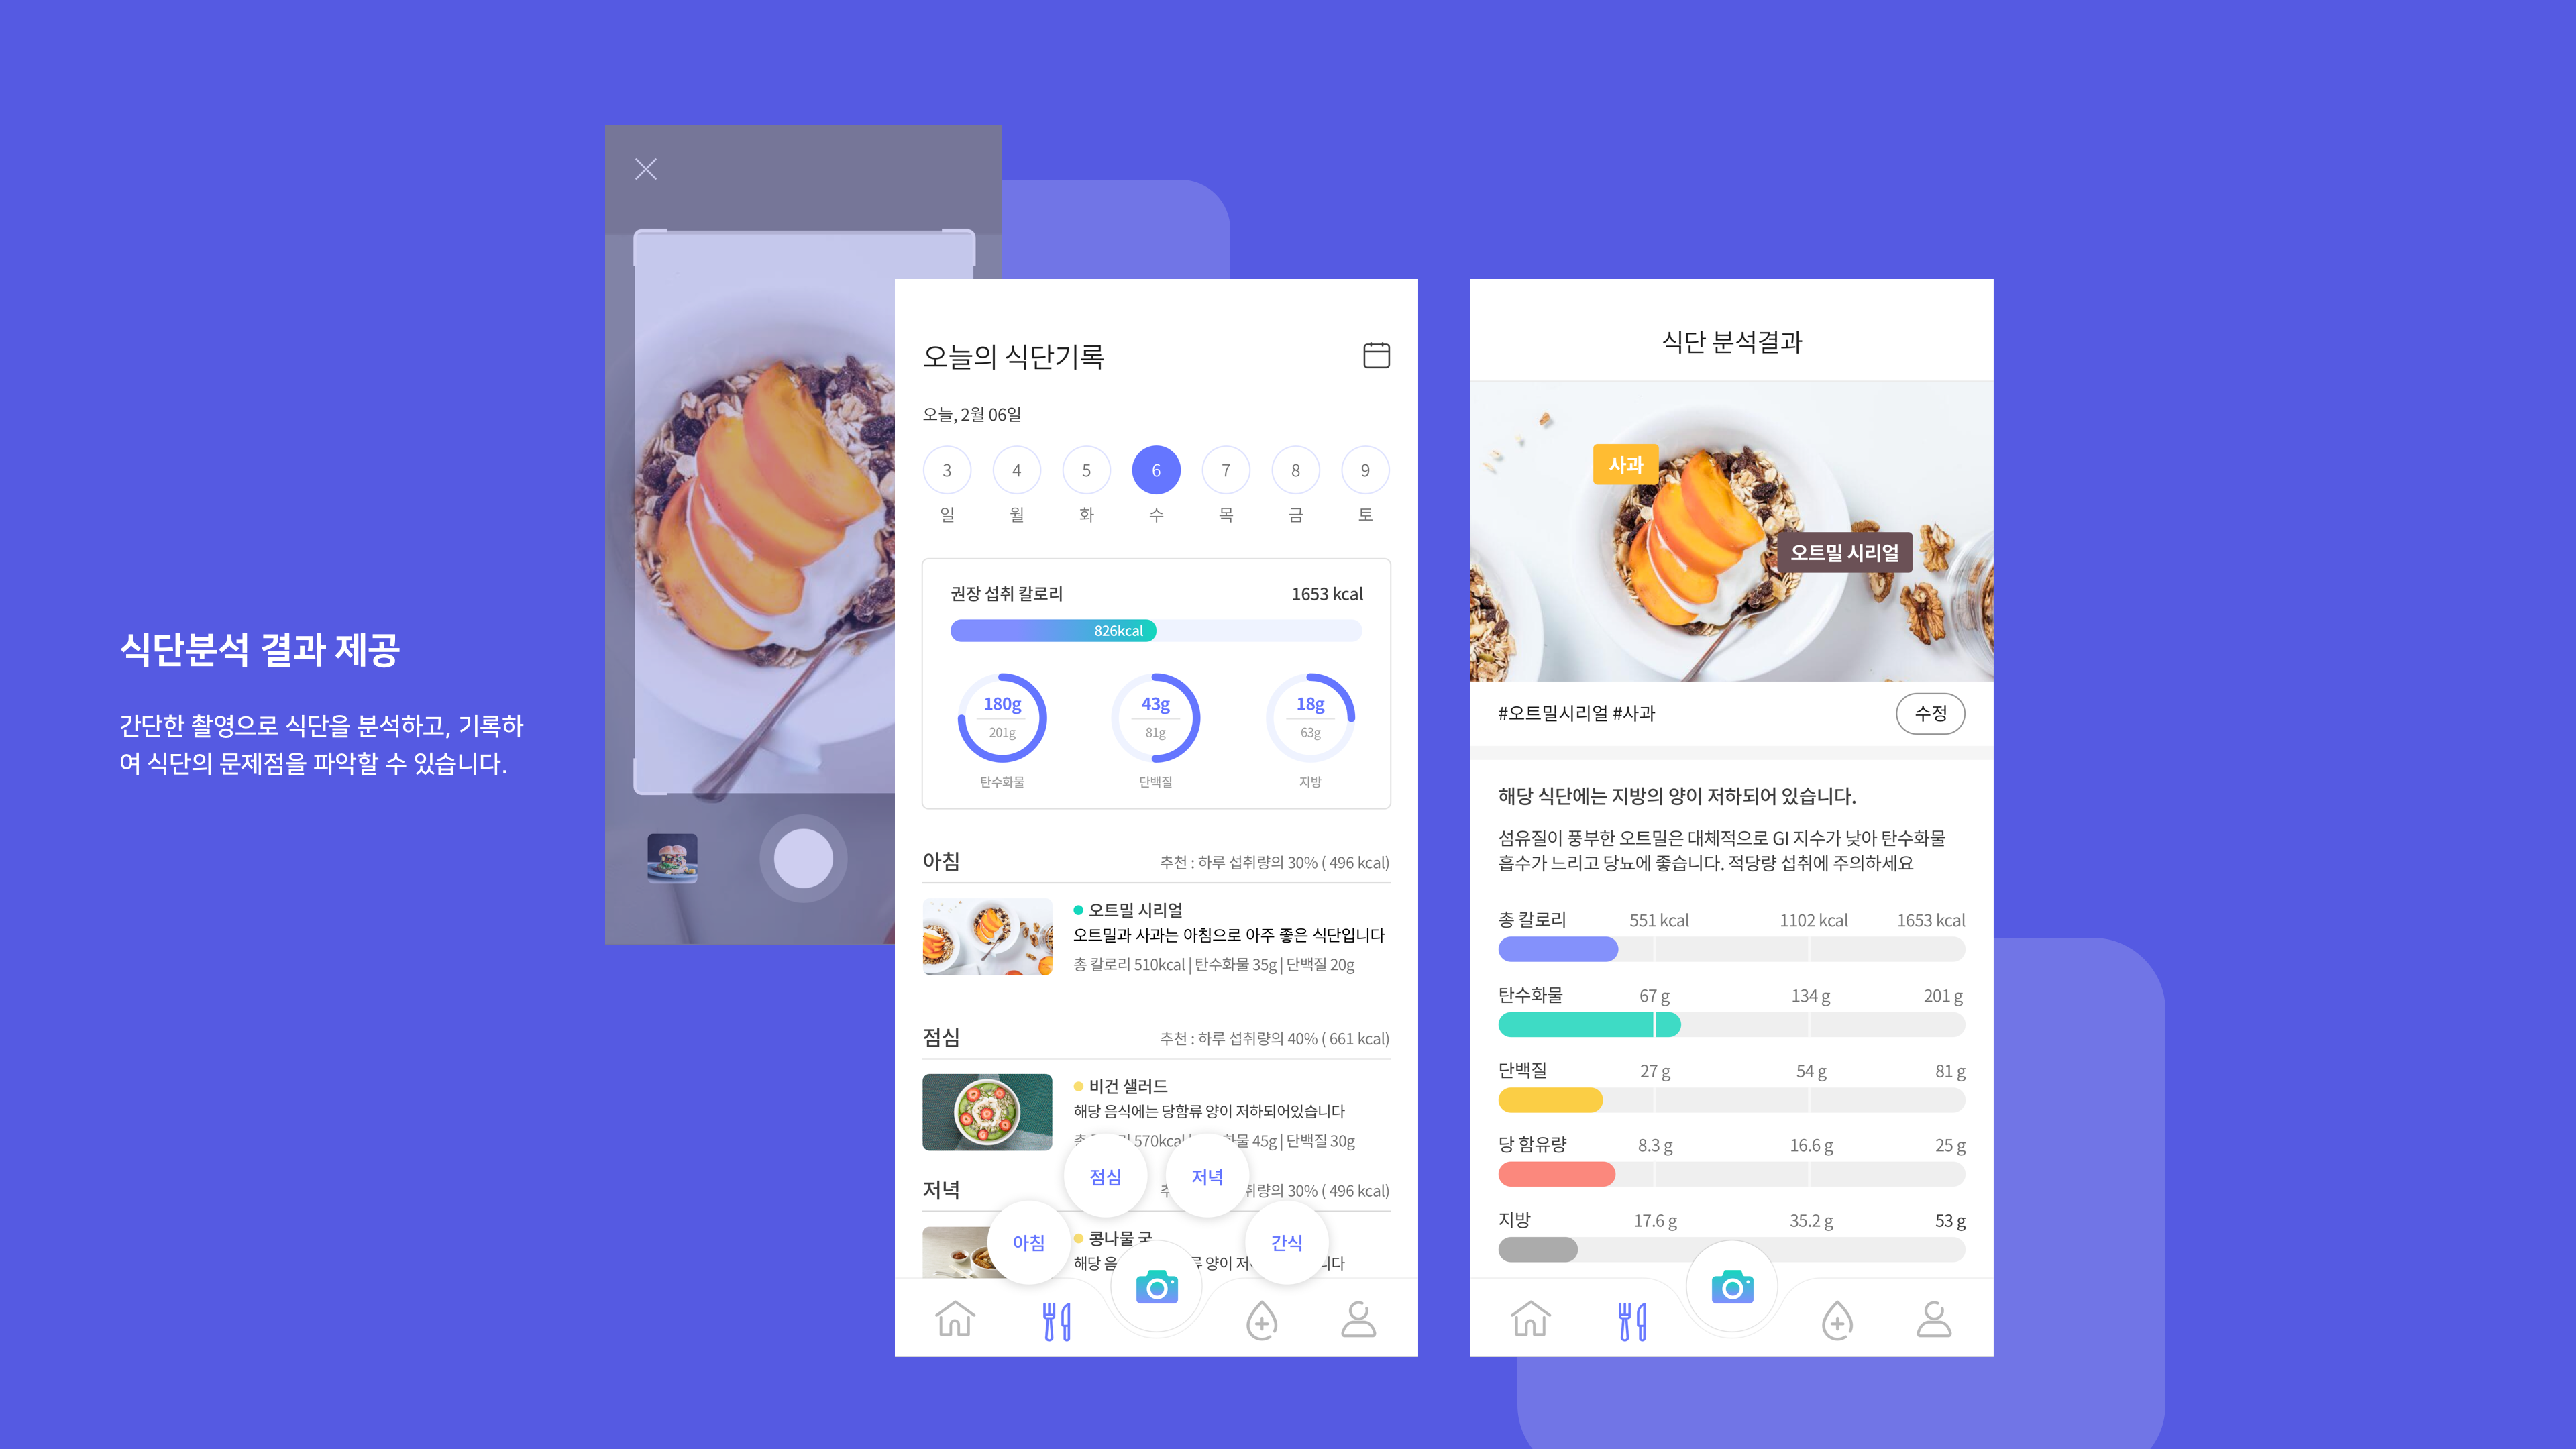 식단분석 결과 제공
간단한 촬영으로 식단을 분석하고, 기록하
여 식단의 문제점을 파악할 수 있습니다.
오늘의 식단기록
오늘, 2월 06일
3 4 5 6 7 8 9
일 월 화 수 목 금 토
권장 섭취 칼로리 1653 kcal
826kcal
180g 43g 18g
201g 81g 63g
탄수화물 단백질 지방
아침 추천 : 하루 섭취량의 30% ( 496 kcal)
오트밀 시리얼
오트밀과 사과는 아침으로 아주 좋은 식단입니다
총 칼로리 510kcal | 탄수화물 35g | 단백질 20g
점심 추천 : 하루 섭취량의 40% ( 661 kcal)
비건 샐러드
해당 음식에는 당함류 양이 저하되어있습니다
570kcal 45g | 단백질 30g
점심 저녁
저녁 30% ( 496 kcal)
아침 콩나물 간식
해당 양이
식단 분석결과
사과
오트밀 시리얼
#오트밀시리얼 #사과 수정
해당 식단에는 지방의 양이 저하되어 있습니다.
섬유질이 풍부한 오트밀은 대체적으로 GI 지수가 낮아 탄수화물
흡수가 느리고 당뇨에 좋습니다. 적당량 섭취에 주의하세요
총 칼로리 551 kcal 1102 kcal 1653 kcal
탄수화물 67 g 134 g 201 g
단백질 27 g 54 g 81 g
당 함유량 8.3 g 16.6 g 25 g
지방 17.6 g 35.2 g 53 g